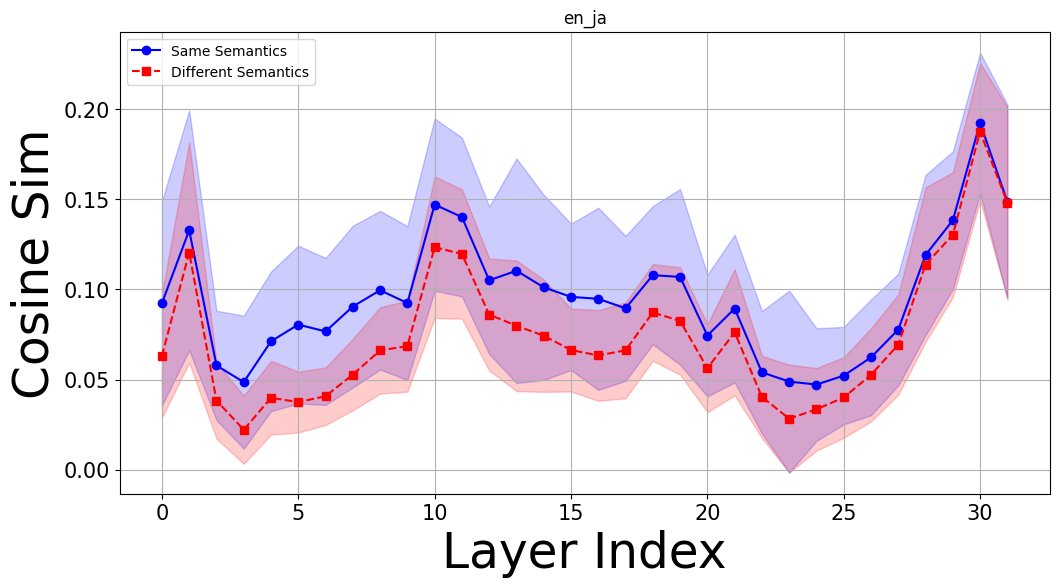 en_ja
Same Semantics
Different Semantics
Cosine Sim
0.20
0.15
0.10
0.05
0.00
0 5 10 15 20 25 30
Layer Index